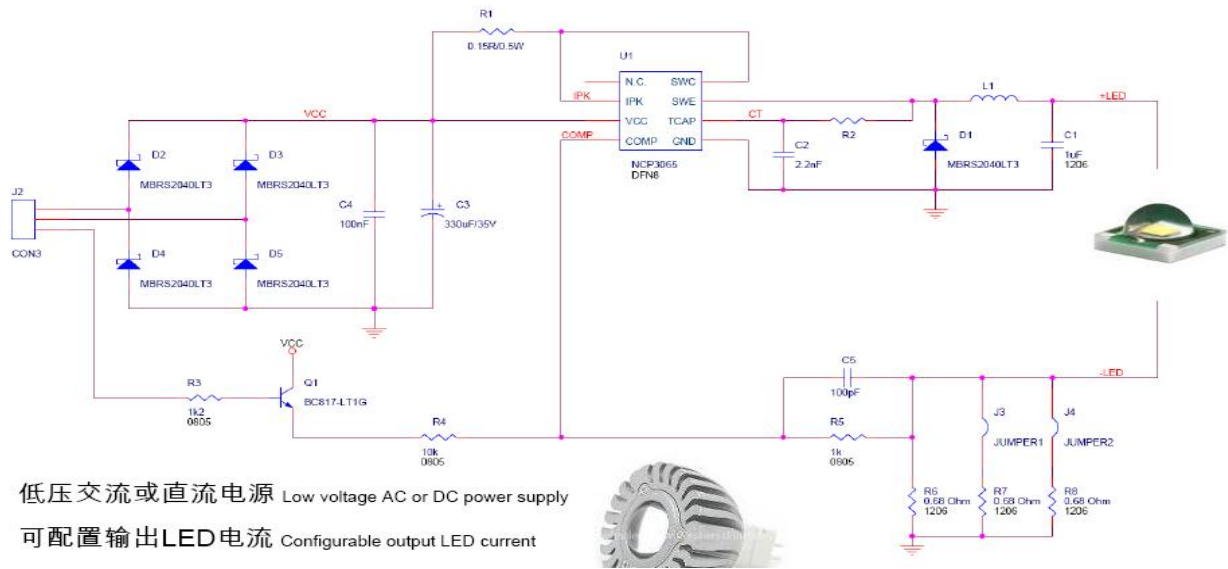 R1
0.15R/0.5W
U1
N.C. SWC
IPK IPK SWE
VCC VCC TCAP CT
COMP COMP GND
NCP3065
DFN8
R2
C2
2.2nF
L1
+LED
D1
MBRS2040LT3
C1
1uF
1206
D2
MBRS2040LT3
D3
MBRS2040LT3
J2
CON3
C4
100nF
C3
330uF/35V
D4
MBRS2040LT3
D5
MBRS2040LT3
VCC
R3
1k2
0805
Q1
BC817-LT1G
R4
10k
0805
C5
100pF
R5
1k
0805
-LED
J3
JUMPER1
J4
JUMPER2
R6
0.68 Ohm
1206
R7
0.68 Ohm
1206
R8
0.68 Ohm
1206
低压交流或直流电源 Low voltage AC or DC power supply
可配置输出LED电流 Configurable output LED current